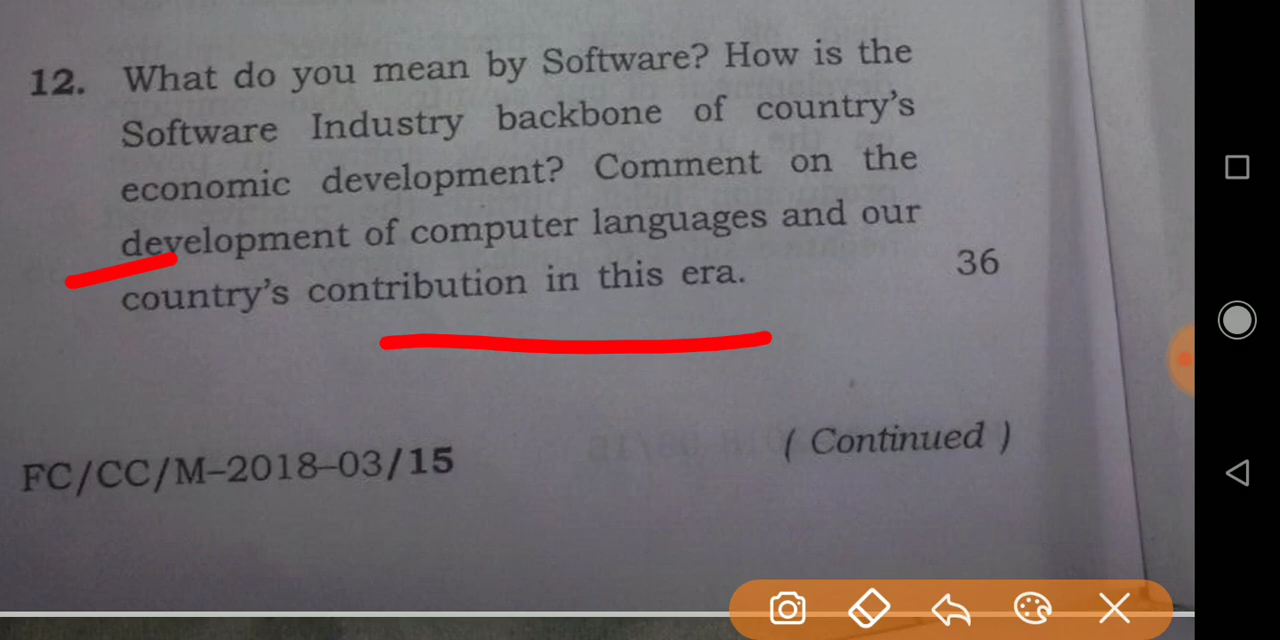 12. What do you mean by Software? How is the
Software Industry backbone of country's
economic development? Comment on the
development of computer languages and our
country's contribution in this era. 36
FC/CC/M–2018–03/15 ( Continued )